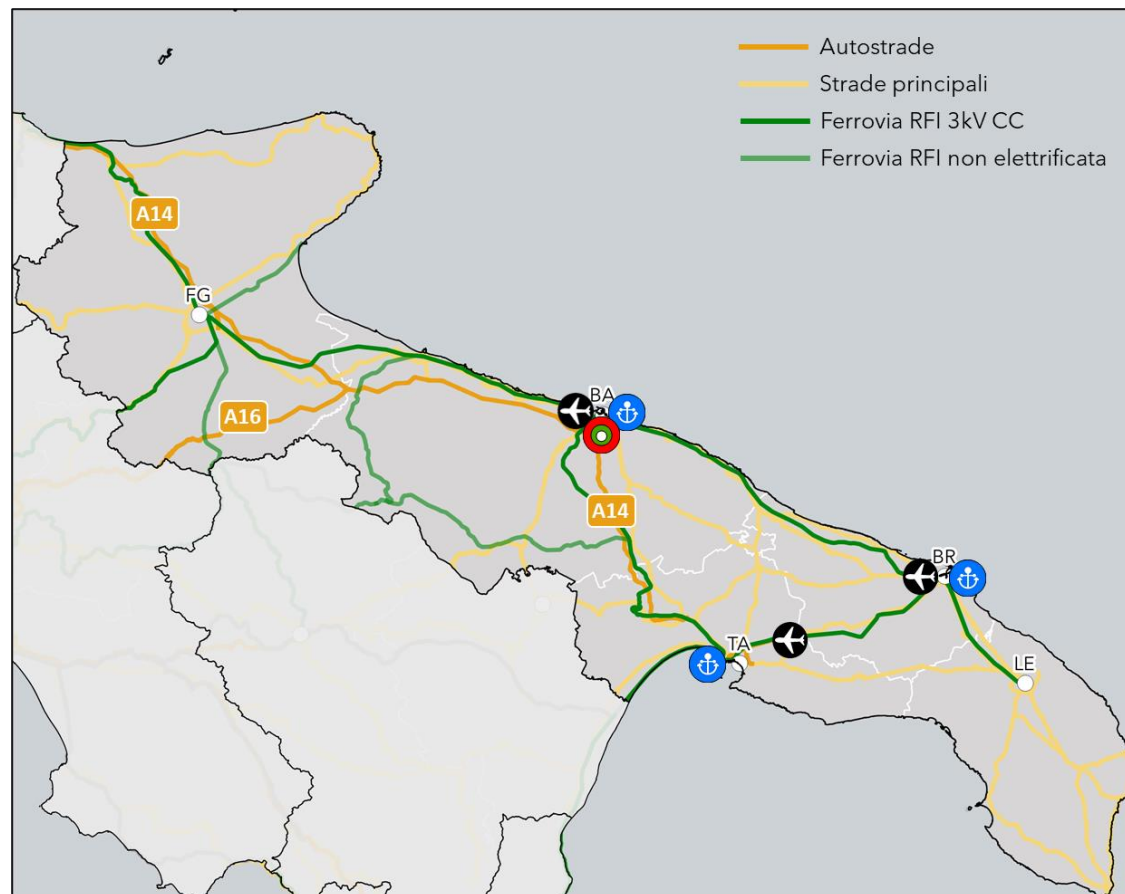 Autostrade
Strade principali
Ferrovia RFI 3kV CC
Ferrovia RFI non elettrificata
A14
FG
BA
A16
A14
BR
TA
LE